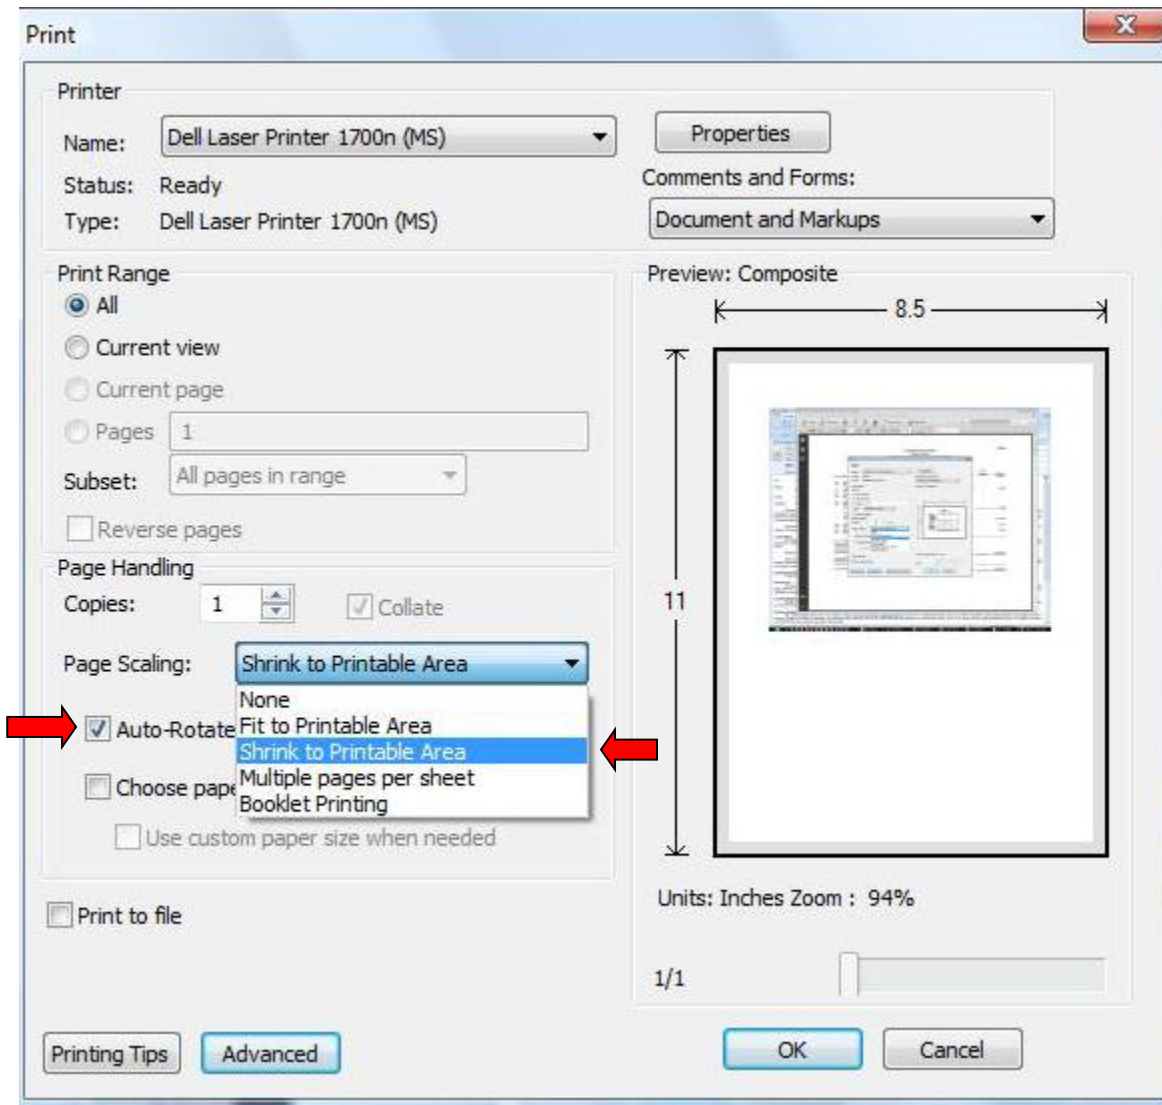 Print
Printer
Name: Dell Laser Printer 1700n (MS) Properties
Status: Ready
Comments and Forms:
Type: Dell Laser Printer 1700n (MS)
Document and Markups
Print Range
All
Current view
Current page
Pages 1
Subset: All pages in range
Reverse pages
Page Handling
Copies: 1 Collate
Page Scaling: Shrink to Printable Area
None
Auto-Rotate
Fit to Printable Area
Shrink to Printable Area
Multiple pages per sheet
Choose pape
Booklet Printing
Use custom paper size when needed
Print to file
Preview: Composite
8.5
11
Units: Inches Zoom : 94%
1/1
Printing Tips Advanced OK Cancel